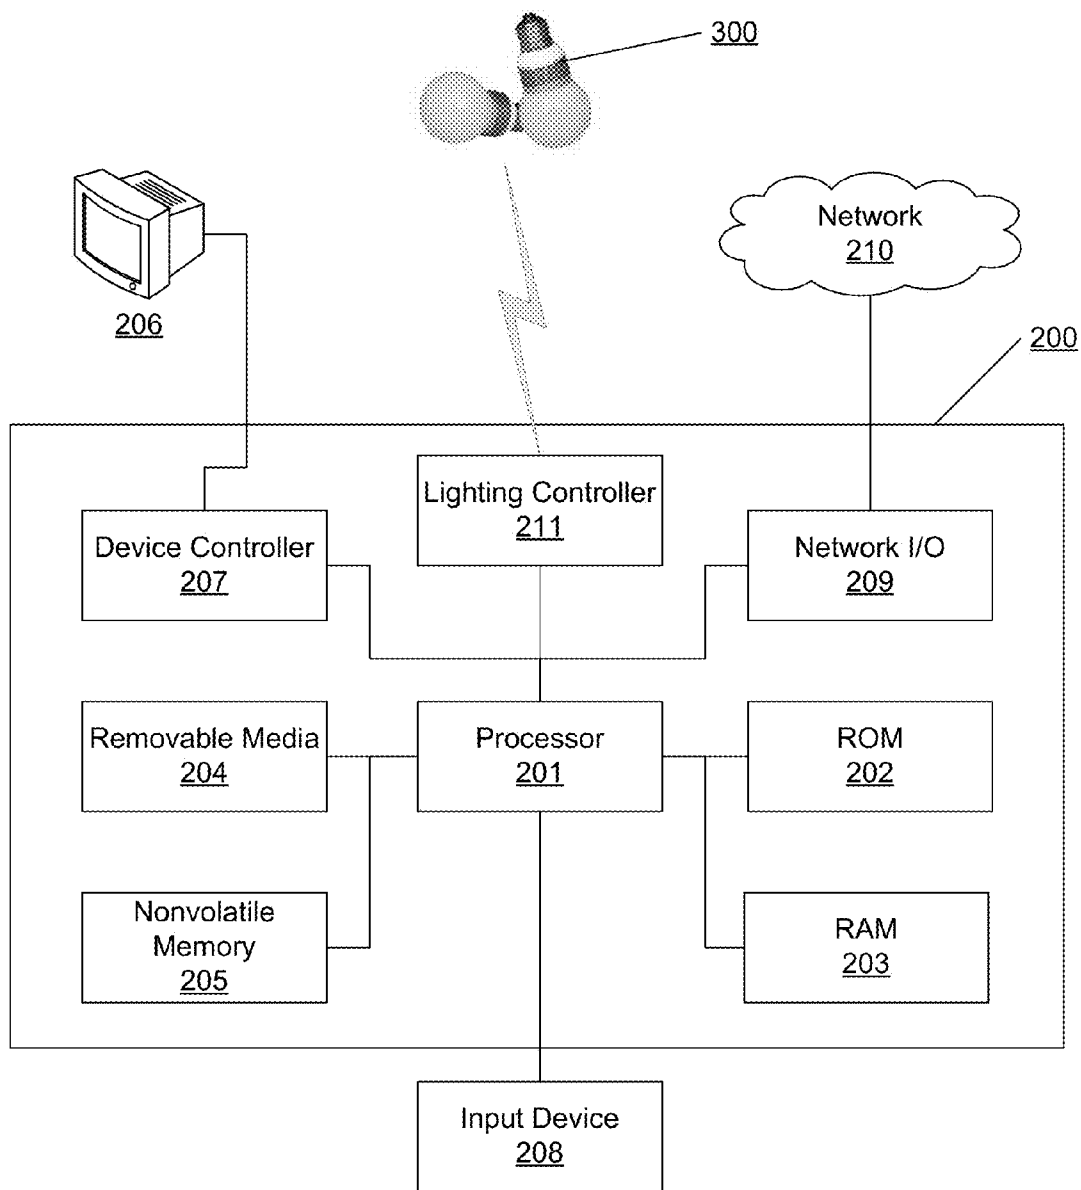 300
Network
210
206
200
Lighting Controller
211
Device Controller
207
Network I/O
209
Removable Media
204
Processor
201
ROM
202
Nonvolatile
Memory
205
RAM
203
Input Device
208